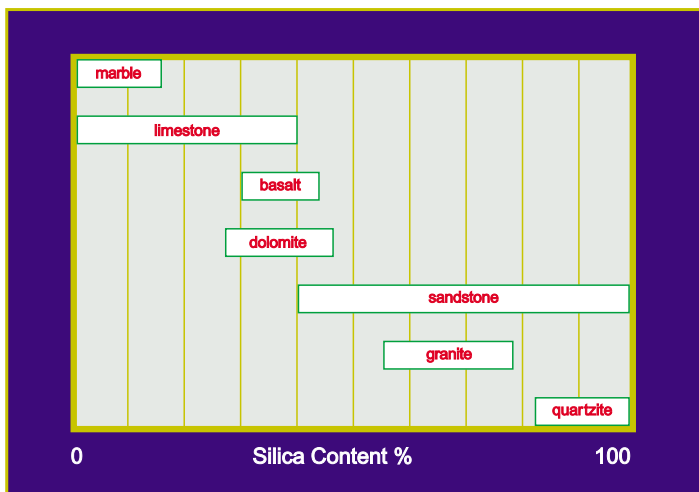 marble
limestone
basalt
dolomite
sandstone
granite
quartzite
0 Silica Content % 100